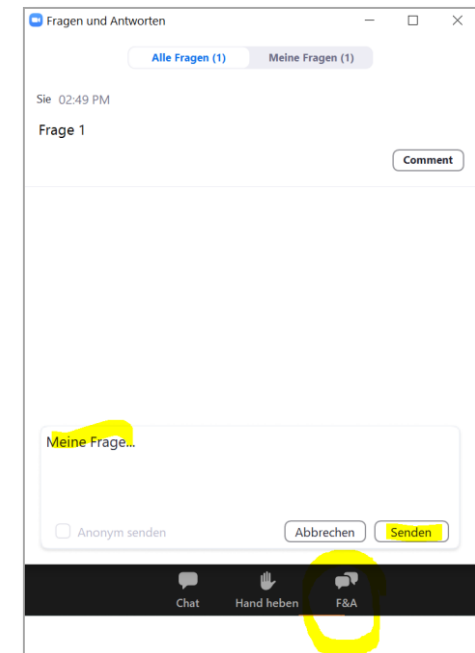 Fragen und Antworten
Alle Fragen (1) Meine Fragen (1)
Sie 02:49 PM
Frage 1
Comment
Meine Frage...
Anonym senden Abbrechen Senden
Chat Hand heben F&A